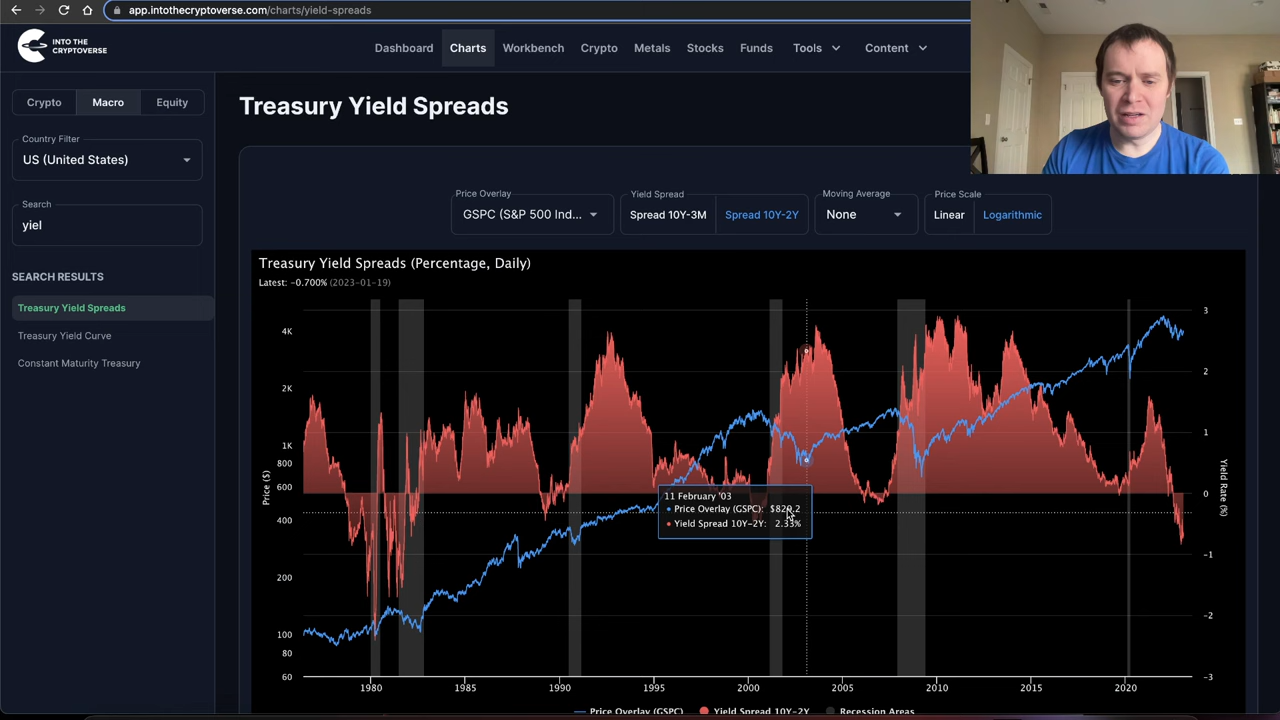 app.intothecryptoverse.com/charts/yield-spreads
INTO THE
CRYPTOVERSE
Dashboard
Charts
Workbench
Crypto
Metals
Stocks
Funds
Tools
Content
Crypto
Macro
Equity
Country Filter
US (United States)
Search
yiel
SEARCH RESULTS
Treasury Yield Spreads
Treasury Yield Curve
Constant Maturity Treasury
Treasury Yield Spreads
Price Overlay
GSPC (S&P 500 Ind...
Yield Spread
Spread 10Y-3M
Spread 10Y-2Y
Moving Average
None
Price Scale
Linear
Logarithmic
Treasury Yield Spreads (Percentage, Daily)
Latest: -0.700% (2023-01-19)
4K
2K
1K
800
600
400
200
100
80
60
Price ($)
3
2
1
0
-1
-2
-3
Yield Rate (%)
11 February '03
Price Overlay (GSPC): $829.2
Yield Spread 10Y-2Y: 2.33%
1980
1985
1990
1995
2000
2005
2010
2015
2020
Price Overlay (GSPC)
Yield Spread 10Y-2Y
Recession Areas